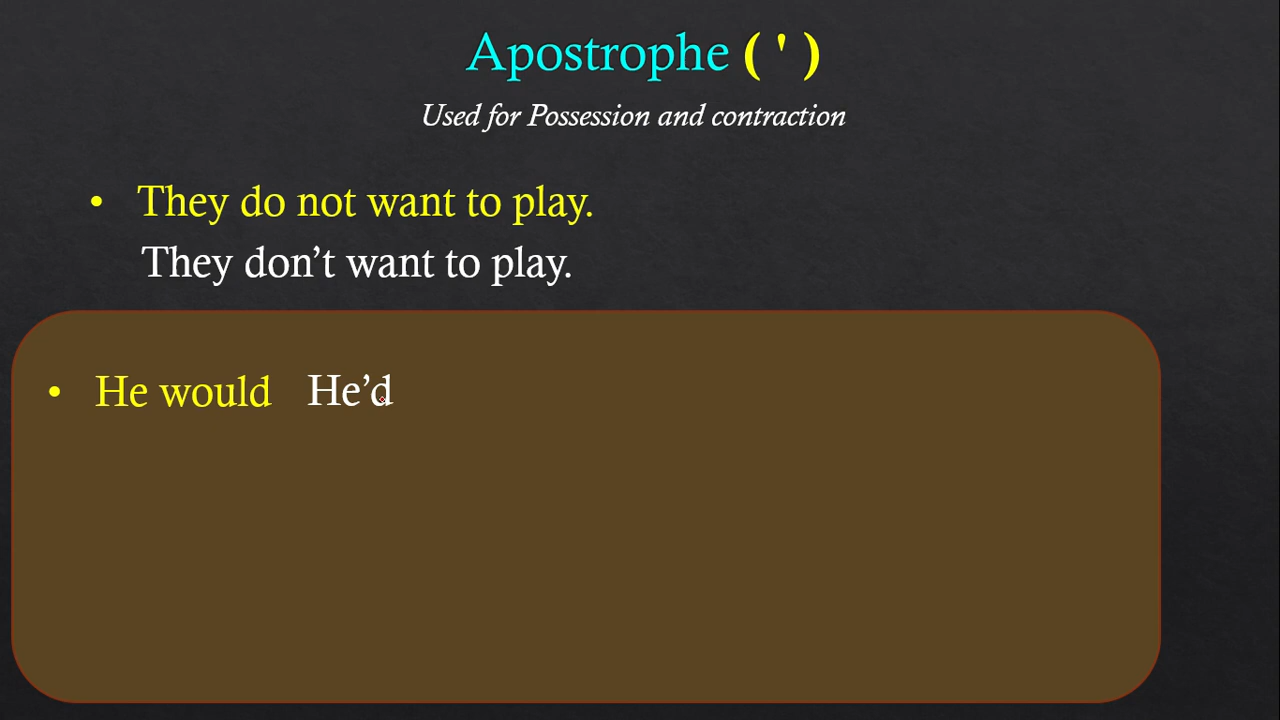 Apostrophe ( ' )
Used for Possession and contraction
• They do not want to play.
They don’t want to play.
• He would He’d